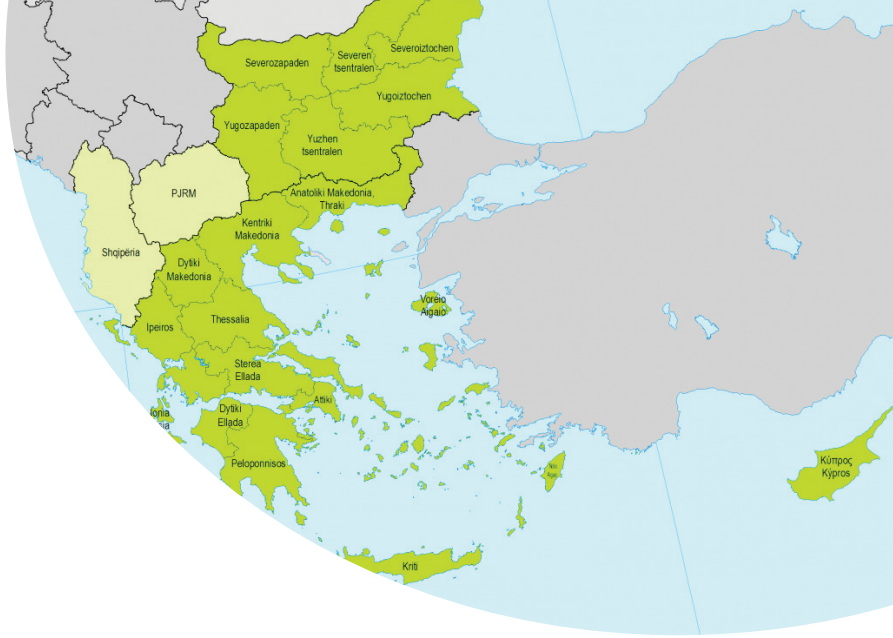 Severozapaden
Severen
tsentralen
Severoiztochen
Yugoiztochen
Yugozapaden
Yuzhen
tsentralen
PJRM
Anatoliki Makedonia,
Thraki
Kentriki
Makedonia
Shqipëria
Dytiki
Makedonia
Voreio
Aigaio
Ipeiros
Thessalia
Sterea
Ellada
Attiki
Dytiki
Ellada
Peloponnisos
Κύπρος
Kýpros
Kriti